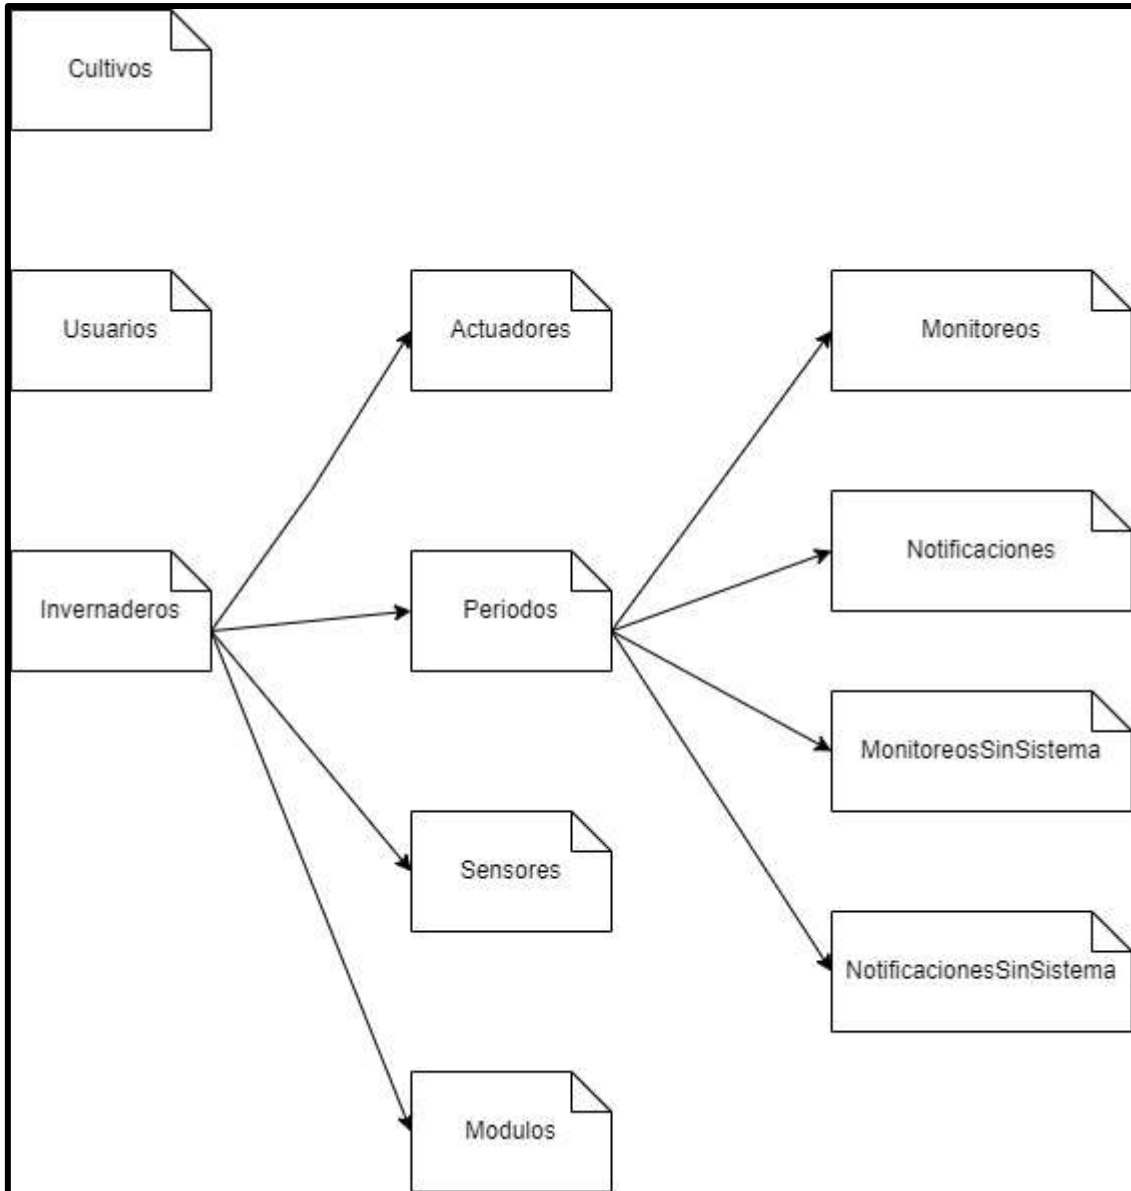 Cultivos
Usuarios
Actuadores
Monitoreos
Notificaciones
Invernaderos
Periodos
MonitoreosSinSistema
Sensores
NotificacionesSinSistema
Modulos